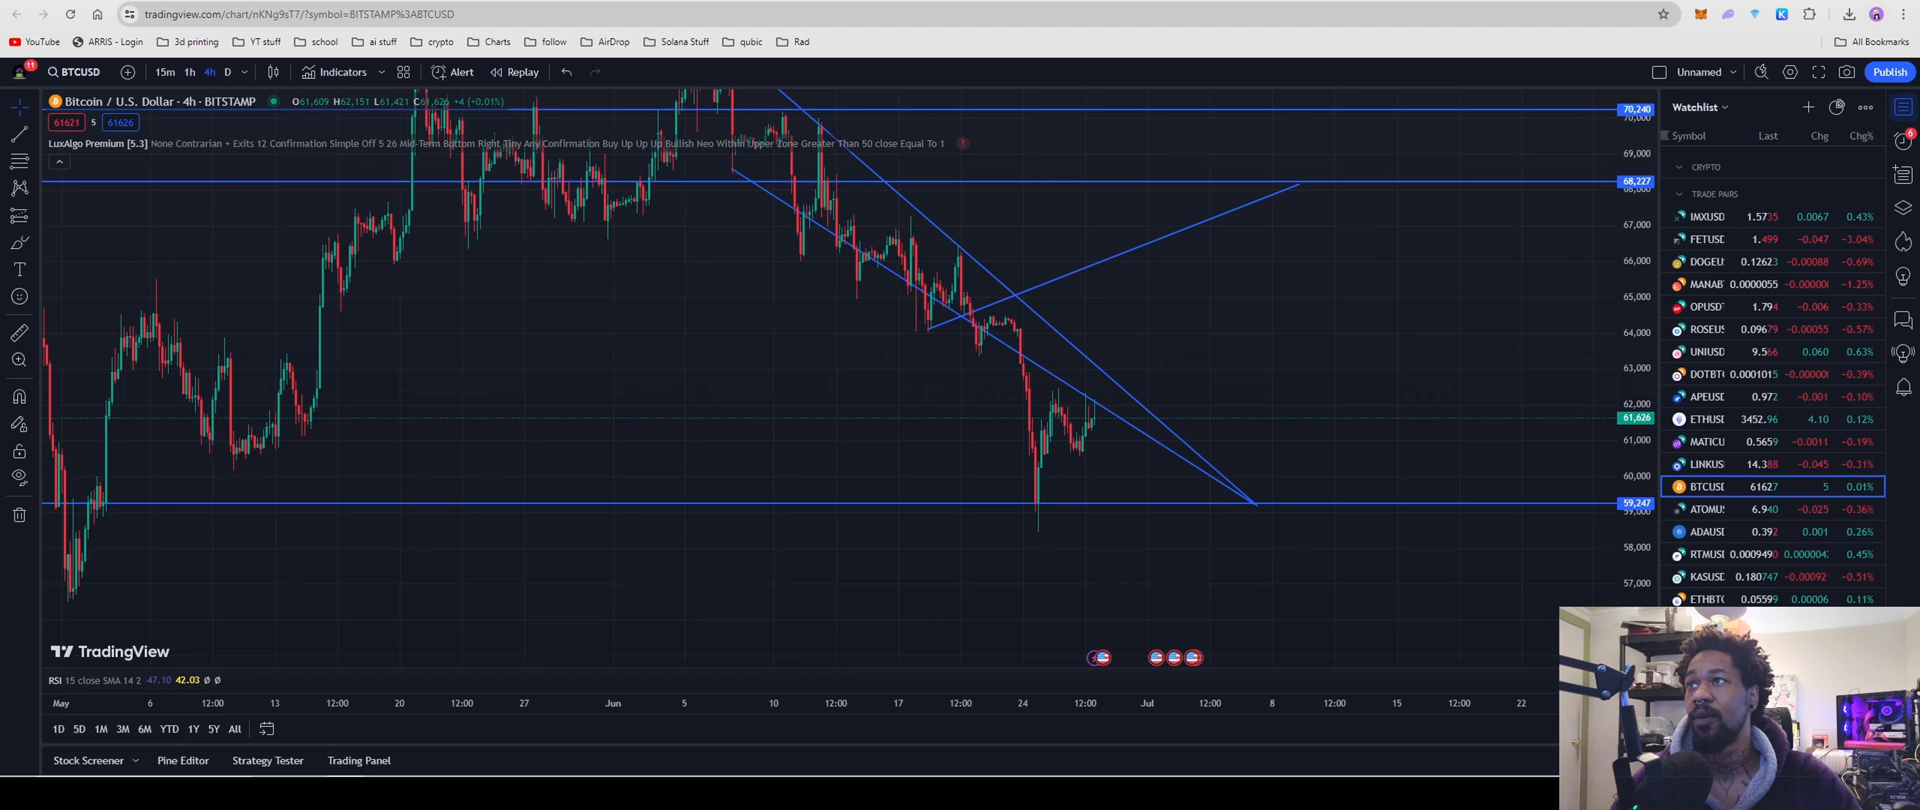 tradingview.com/chart/nKNg9sT7/?symbol=BITSTAMP%3ABTCUSD
YouTube ARRIS - Login 3d printing YT stuff school ai stuff crypto Charts follow AirDrop Solana Stuff qubic Rad All Bookmarks
11 BTCUSD 15m 1h 4h D Indicators Alert Replay Unnamed Publish
Bitcoin / U.S. Dollar · 4h · BITSTAMP O61,609 H62,151 L61,421 C61,626 +4 (+0.01%)
61621 5 61626
LuxAlgo Premium [5.3] None Contrarian + Exits 12 Confirmation Simple Off 5 26 Mid-Term Bottom Right Tiny Any Confirmation Buy Up Up Up Bullish Neo Within Upper Zone Greater Than 50 close Equal To 1
70,240
70,000
69,000
68,227
68,000
67,000
66,000
65,000
64,000
63,000
62,000
61,626
61,000
60,000
59,247
59,000
58,000
57,000
Watchlist
6
Symbol Last Chg Chg%
CRYPTO
TRADE PAIRS
IMXUSD 1.5735 0.0067 0.43%
FETUSD 1.499 -0.047 -3.04%
DOGEU 0.12623 -0.00088 -0.69%
MANAB 0.0000055 -0.00000 -1.25%
OPUSD 1.794 -0.006 -0.33%
ROSEUS 0.09679 -0.00055 -0.57%
UNIUSD 9.566 0.060 0.63%
DOTBT 0.0001015 -0.00000 -0.39%
APEUSD 0.972 -0.001 -0.10%
ETHUSD 3452.96 4.10 0.12%
MATICU 0.5659 -0.0011 -0.19%
LINKUS 14.388 -0.045 -0.31%
BTCUSD 61627 5 0.01%
ATOMU 6.940 -0.025 -0.36%
ADAUSD 0.392 0.001 0.26%
RTMUSI 0.0009490 0.000004 0.45%
KASUSD 0.180747 -0.00092 -0.51%
ETHBT 0.05599 0.00006 0.11%
TradingView
RSI 15 close SMA 14 2 47.10 42.03 Ø Ø
May 6 12:00 13 12:00 20 12:00 27 Jun 5 10 12:00 17 12:00 24 12:00 Jul 12:00 8 12:00 15 12:00 22
1D 5D 1M 3M 6M YTD 1Y 5Y All
Stock Screener Pine Editor Strategy Tester Trading Panel